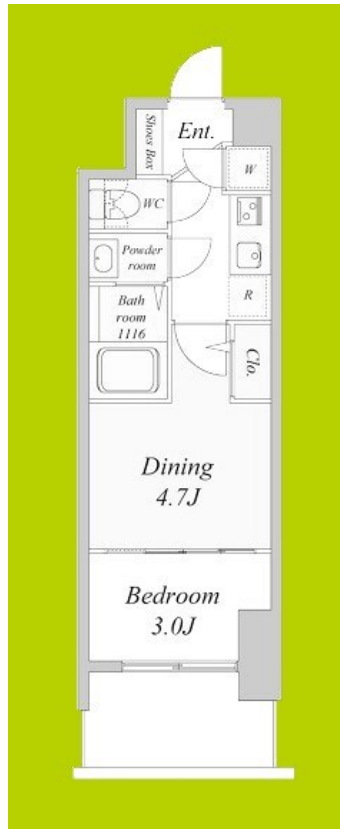 Shoes Box
Ent.
W
WC
Powder
room
R
Bath
room
1116
Clo.
Dining
4.7J
Bedroom
3.0J